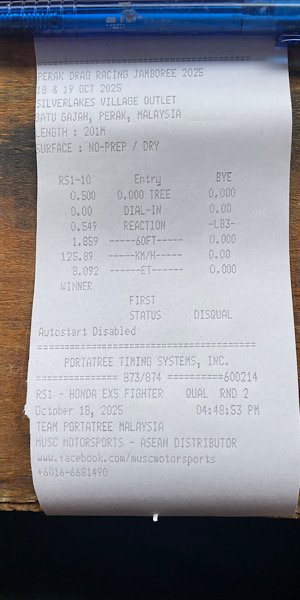 PERAK DRAG RACING JAMBOREE 2025
18 & 19 OCT 2025
SILVERLAKES VILLAGE OUTLET
BATU GAJAH, PERAK, MALAYSIA
LENGTH : 201M
SURFACE : NO-PREP / DRY
RS1-10 Entry BYE
0.500 0.000 TREE 0.000
0.00 DIAL-IN 0.00
0.549 REACTION -L83-
1.859 -----60FT----- 0.000
125.89 -----KM/H----- 0.00
8.092 ------ET------ 0.000
WINNER
FIRST
STATUS DISQUAL
Autostart Disabled
=====================================
PORTATREE TIMING SYSTEMS, INC.
============== 873/874 ==========600214
RS1 - HONDA EX5 FIGHTER QUAL RND 2
October 18, 2025 04:48:53 PM
TEAM PORTATREE MALAYSIA
MUSC MOTORSPORTS - ASEAN DISTRIBUTOR
www.facebook.com/muscmotorsports
+6016-6681490